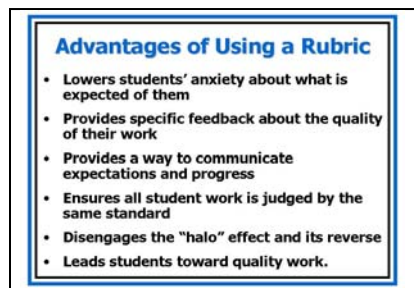 Advantages of Using a Rubric
• Lowers students' anxiety about what is
expected of them
• Provides specific feedback about the quality
of their work
• Provides a way to communicate
expectations and progress
• Ensures all student work is judged by the
same standard
• Disengages the "halo" effect and its reverse
• Leads students toward quality work.